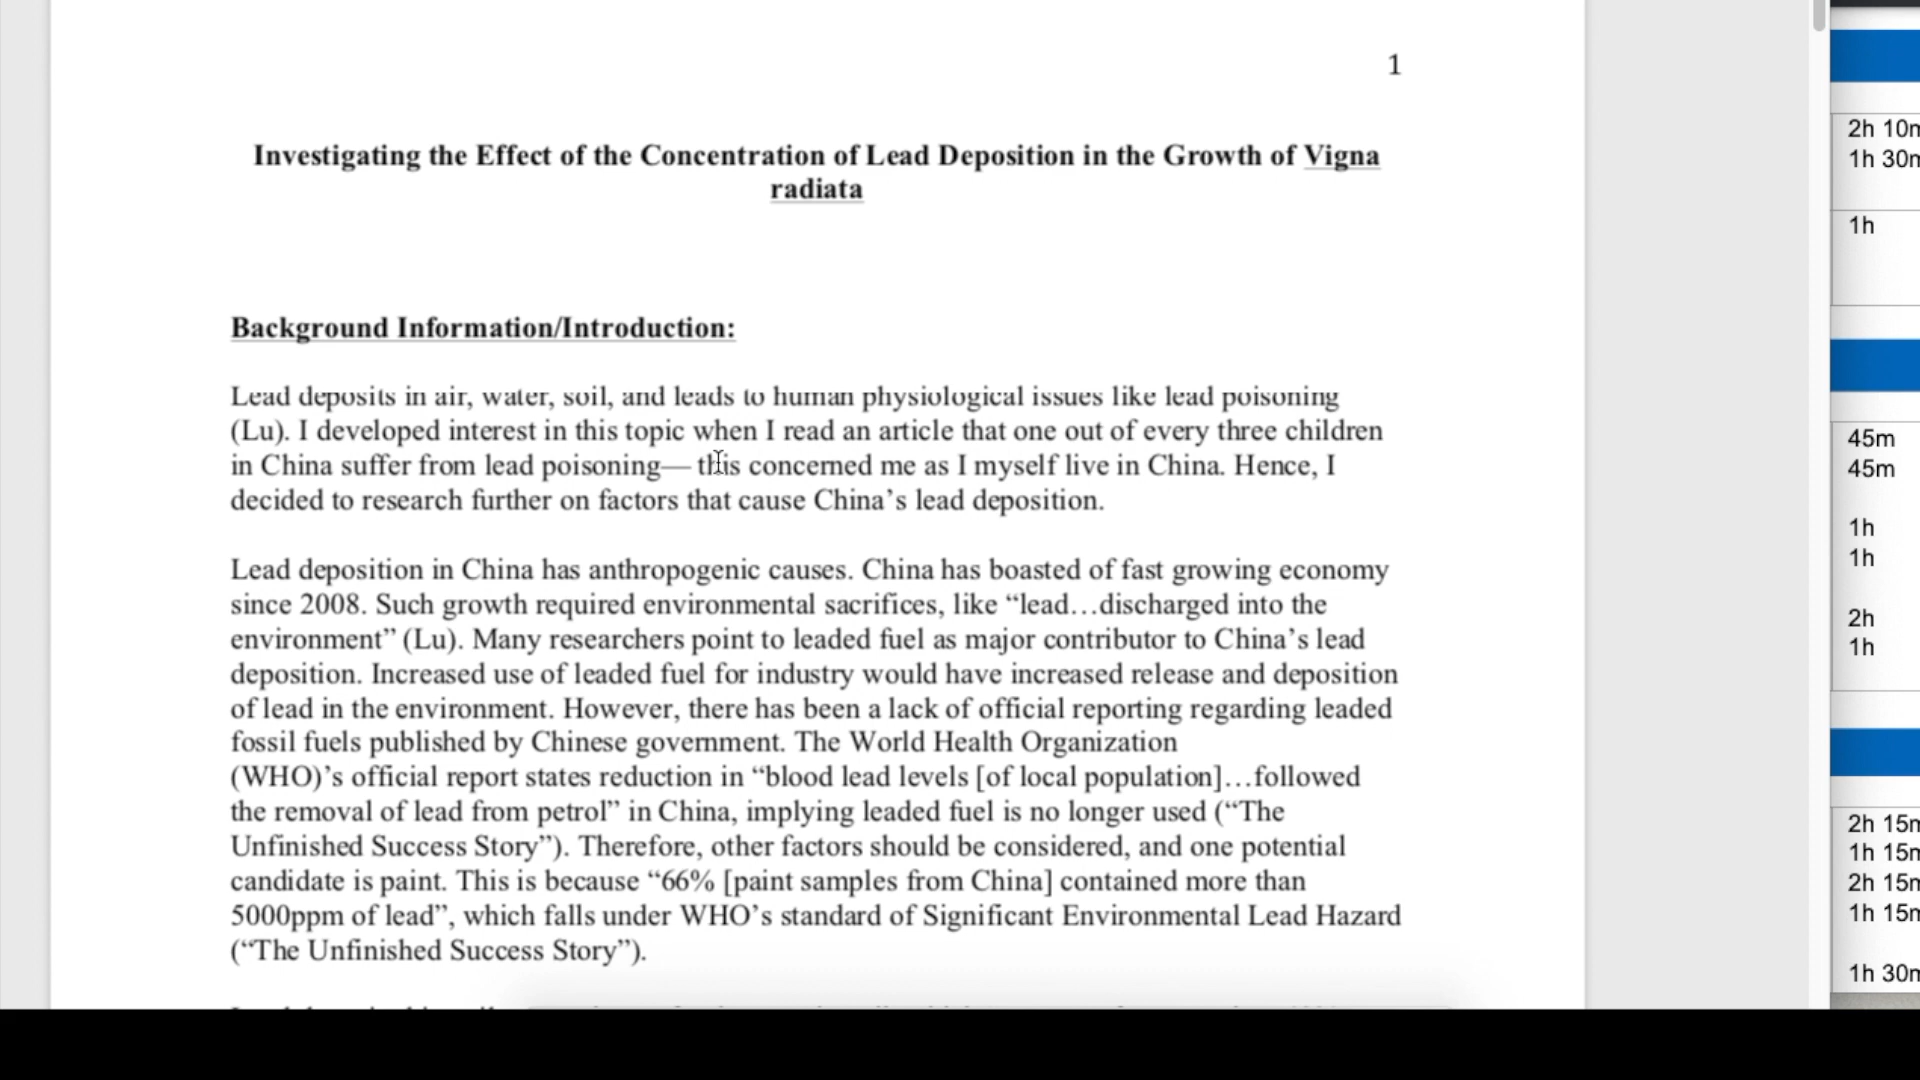 1
Investigating the Effect of the Concentration of Lead Deposition in the Growth of Vigna
radiata
Background Information/Introduction:
Lead deposits in air, water, soil, and leads to human physiological issues like lead poisoning
(Lu). I developed interest in this topic when I read an article that one out of every three children
in China suffer from lead poisoning— this concerned me as I myself live in China. Hence, I
decided to research further on factors that cause China’s lead deposition.
Lead deposition in China has anthropogenic causes. China has boasted of fast growing economy
since 2008. Such growth required environmental sacrifices, like “lead…discharged into the
environment” (Lu). Many researchers point to leaded fuel as major contributor to China’s lead
deposition. Increased use of leaded fuel for industry would have increased release and deposition
of lead in the environment. However, there has been a lack of official reporting regarding leaded
fossil fuels published by Chinese government. The World Health Organization
(WHO)’s official report states reduction in “blood lead levels [of local population]…followed
the removal of lead from petrol” in China, implying leaded fuel is no longer used (“The
Unfinished Success Story”). Therefore, other factors should be considered, and one potential
candidate is paint. This is because “66% [paint samples from China] contained more than
5000ppm of lead”, which falls under WHO’s standard of Significant Environmental Lead Hazard
(“The Unfinished Success Story”).
2h 10m
1h 30m
1h
45m
45m
1h
1h
2h
1h
2h 15m
1h 15m
2h 15m
1h 15m
1h 30m